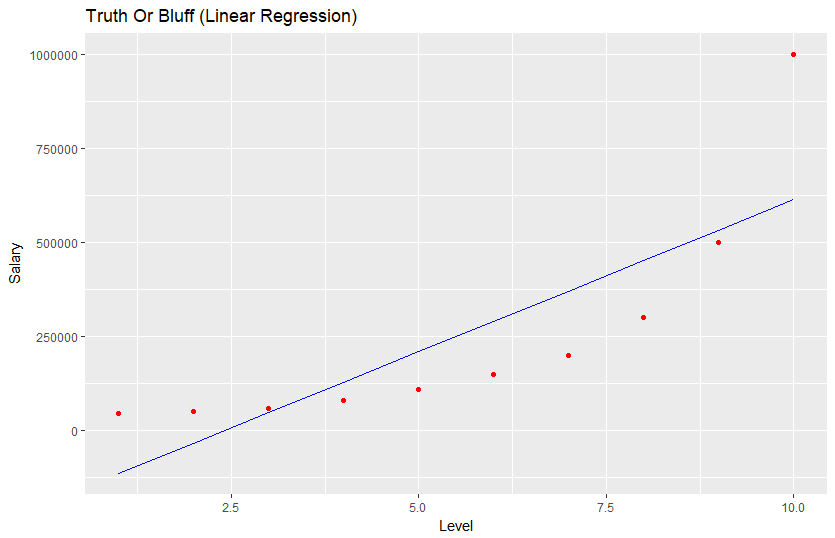 Truth Or Bluff (Linear Regression)
1000000
750000
500000
250000
0
Salary
2.5 5.0 7.5 10.0
Level